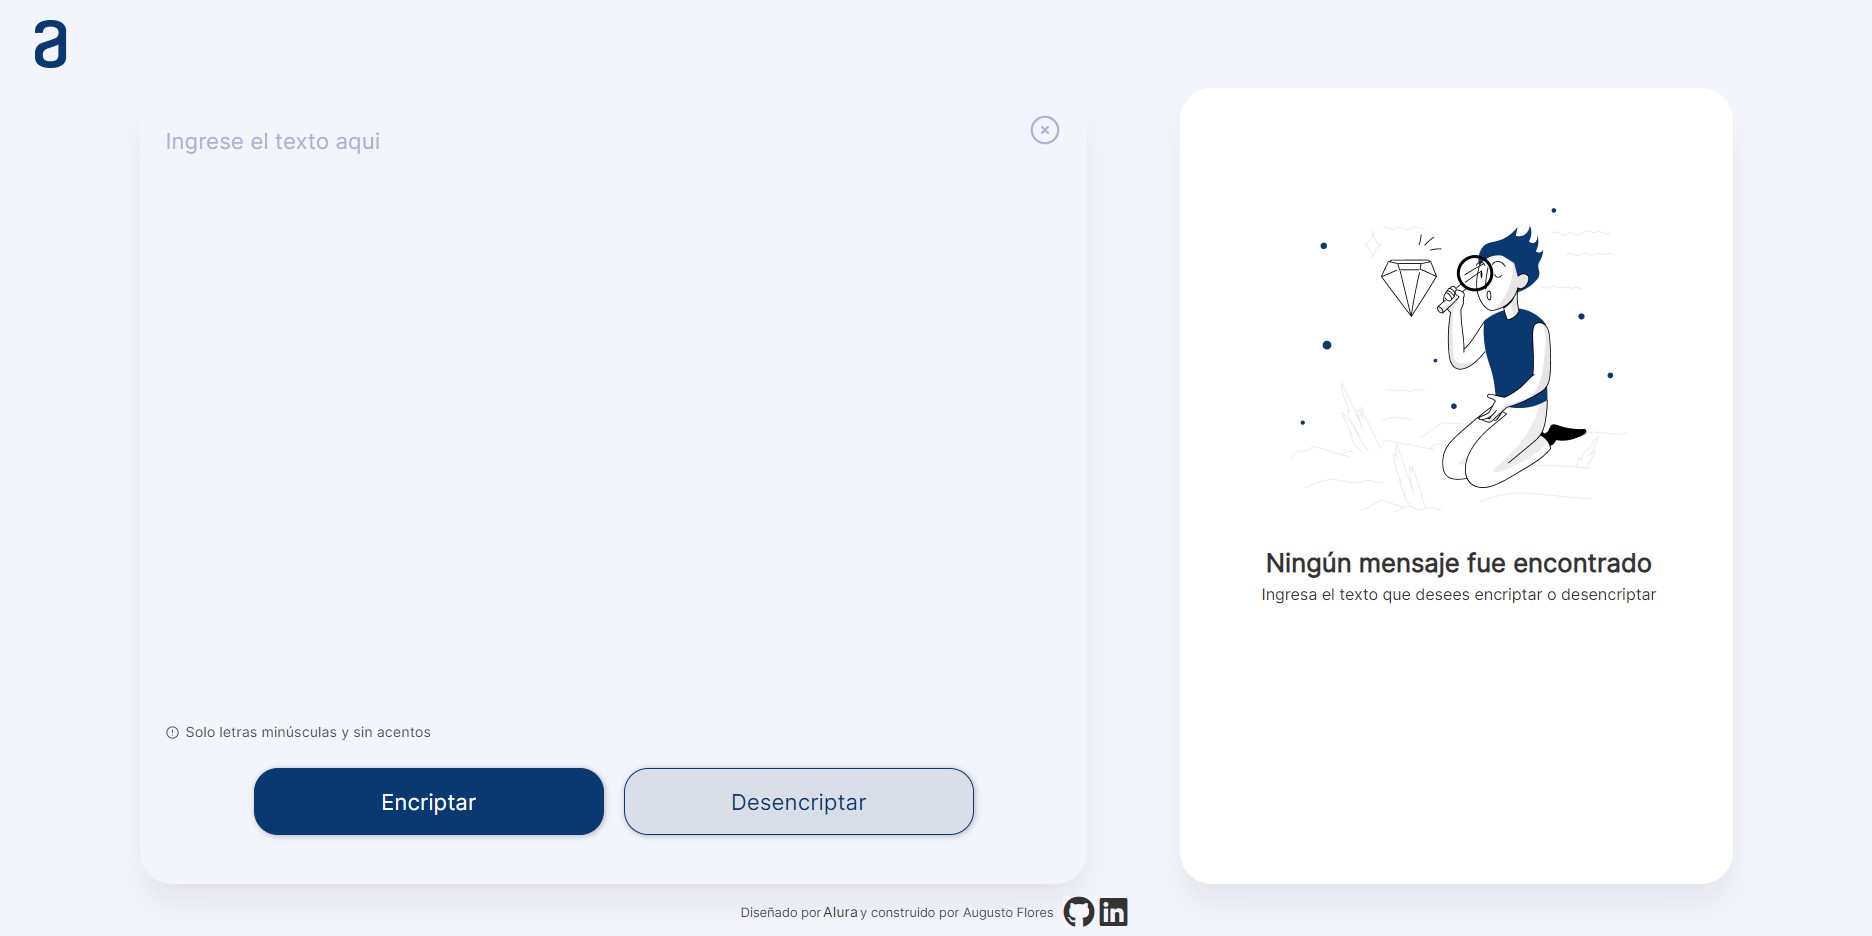 a
Ingrese el texto aqui
Ningún mensaje fue encontrado
Ingresa el texto que desees encriptar o desencriptar
Solo letras minúsculas y sin acentos
Encriptar
Desencriptar
Diseñado por Alura y construido por Augusto Flores
in